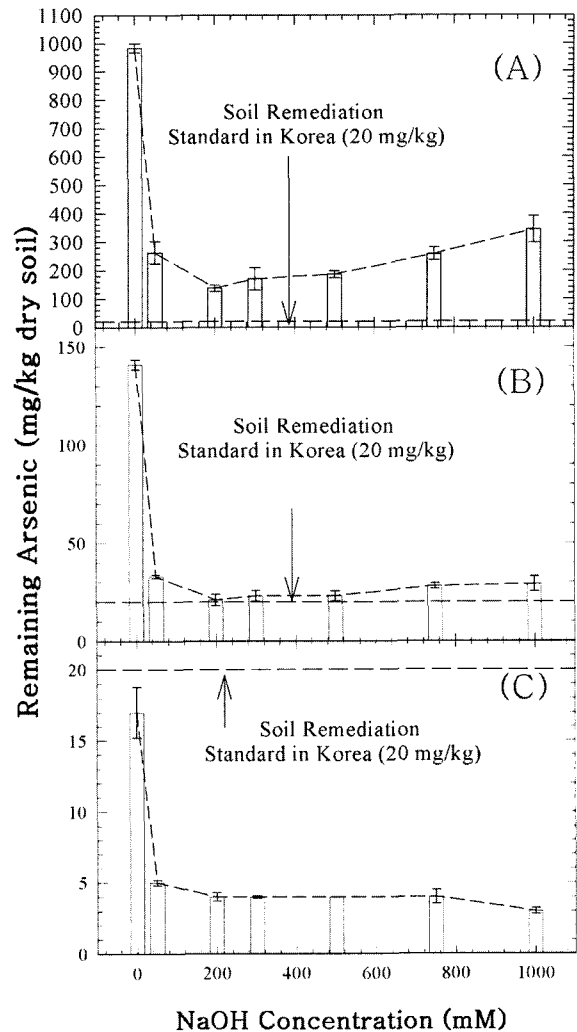 Remaining Arsenic (mg/kg dry soil)
1100
1000
900
800
700
600
500
400
300
200
100
0
(A)
Soil Remediation
Standard in Korea (20 mg/kg)
150
100
50
0
(B)
Soil Remediation
Standard in Korea (20 mg/kg)
20
15
10
5
0
(C)
Soil Remediation
Standard in Korea (20 mg/kg)
0 200 400 600 800 1000
NaOH Concentration (mM)